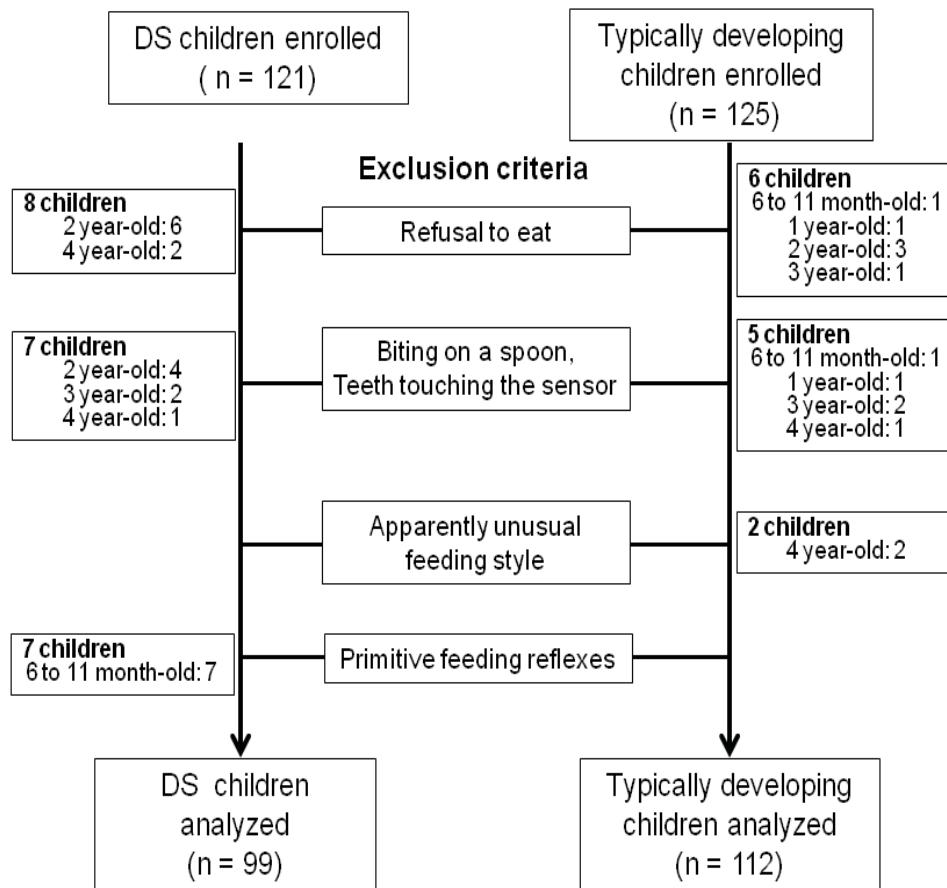 DS children enrolled
( n = 121)
Typically developing
children enrolled
(n = 125)
Exclusion criteria
8 children
2 year-old: 6
4 year-old: 2
Refusal to eat
6 children
6 to 11 month-old: 1
1 year-old: 1
2 year-old: 3
3 year-old: 1
7 children
2 year-old: 4
3 year-old: 2
4 year-old: 1
Biting on a spoon,
Teeth touching the sensor
5 children
6 to 11 month-old: 1
1 year-old: 1
3 year-old: 2
4 year-old: 1
Apparently unusual
feeding style
2 children
4 year-old: 2
7 children
6 to 11 month-old: 7
Primitive feeding reflexes
DS children
analyzed
(n = 99)
Typically developing
children analyzed
(n = 112)